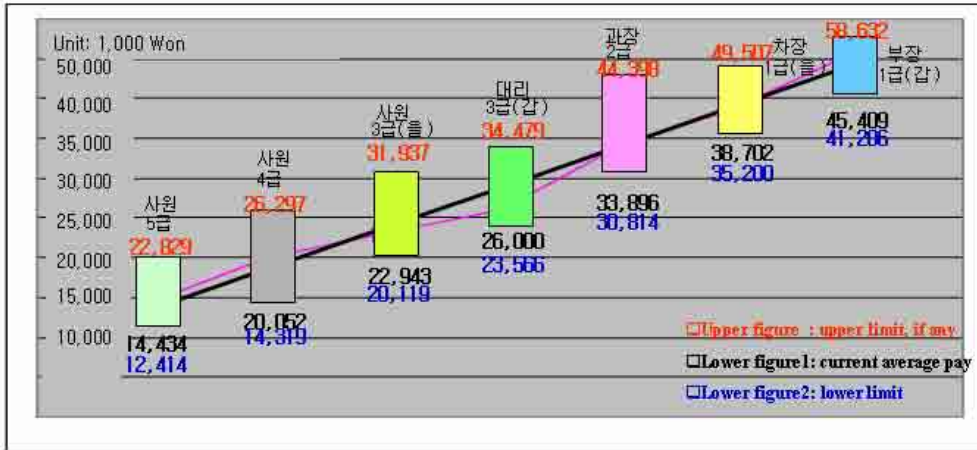 Unit: 1,000 Won
50,000
40,000
35,000
30,000
25,000
20,000
15,000
10,000
사원
5급
22,829
14,434
12,414
사원
4급
26,297
20,052
14,319
사원
3급(을)
31,937
22,943
20,119
대리
3급(갑)
34,479
26,000
23,566
과장
2급
44,398
33,896
30,814
차장
1급(을)
49,507
38,702
35,200
부장
1급(갑)
58,632
45,409
41,286
□Upper figure : upper limit, if any
□Lower figure1: current average pay
□Lower figure2: lower limit